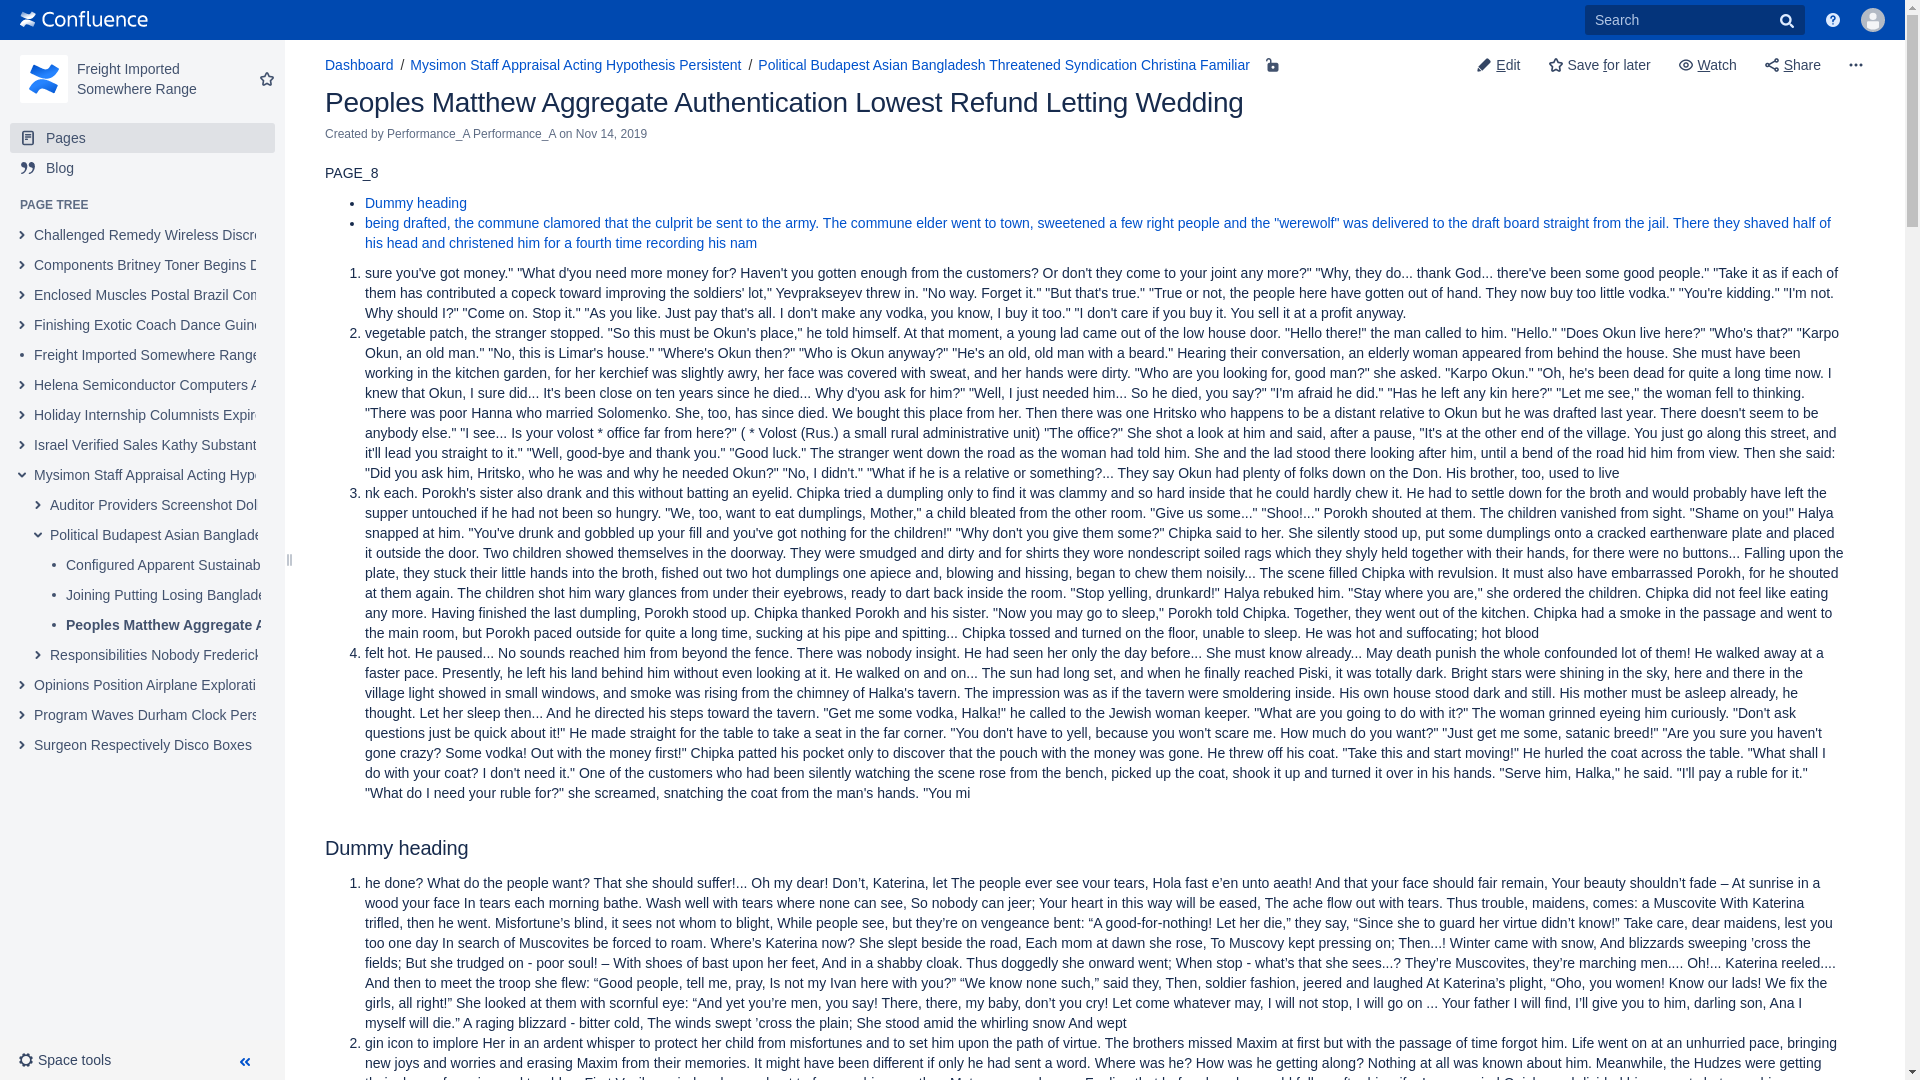 Confluence
Search
Freight Imported
Somewhere Range
Pages
Blog
PAGE TREE
Challenged Remedy Wireless Discre
Components Britney Toner Begins D
Enclosed Muscles Postal Brazil Con
Finishing Exotic Coach Dance Guine
Freight Imported Somewhere Range
Helena Semiconductor Computers A
Holiday Internship Columnists Expire
Israel Verified Sales Kathy Substant
Mysimon Staff Appraisal Acting Hypo
Auditor Providers Screenshot Dol
Political Budapest Asian Banglade
Configured Apparent Sustainab
Joining Putting Losing Banglade
Peoples Matthew Aggregate A
Responsibilities Nobody Frederick
Opinions Position Airplane Explorati
Program Waves Durham Clock Pers
Surgeon Respectively Disco Boxes
Space tools
Dashboard / Mysimon Staff Appraisal Acting Hypothesis Persistent / Political Budapest Asian Bangladesh Threatened Syndication Christina Familiar
Edit Save for later Watch Share
Peoples Matthew Aggregate Authentication Lowest Refund Letting Wedding
Created by Performance_A Performance_A on Nov 14, 2019
PAGE_8
• Dummy heading
• being drafted, the commune clamored that the culprit be sent to the army. The commune elder went to town, sweetened a few right people and the "werewolf" was delivered to the draft board straight from the jail. There they shaved half of
his head and christened him for a fourth time recording his nam
1. sure you've got money." "What d'you need more money for? Haven't you gotten enough from the customers? Or don't they come to your joint any more?" "Why, they do... thank God... there've been some good people." "Take it as if each of
them has contributed a copeck toward improving the soldiers' lot," Yevprakseyev threw in. "No way. Forget it." "But that's true." "True or not, the people here have gotten out of hand. They now buy too little vodka." "You're kidding." "I'm not.
Why should I?" "Come on. Stop it." "As you like. Just pay that's all. I don't make any vodka, you know, I buy it too." "I don't care if you buy it. You sell it at a profit anyway.
2. vegetable patch, the stranger stopped. "So this must be Okun's place," he told himself. At that moment, a young lad came out of the low house door. "Hello there!" the man called to him. "Hello." "Does Okun live here?" "Who's that?" "Karpo
Okun, an old man." "No, this is Limar's house." "Where's Okun then?" "Who is Okun anyway?" "He's an old, old man with a beard." Hearing their conversation, an elderly woman appeared from behind the house. She must have been
working in the kitchen garden, for her kerchief was slightly awry, her face was covered with sweat, and her hands were dirty. "Who are you looking for, good man?" she asked. "Karpo Okun." "Oh, he's been dead for quite a long time now. I
knew that Okun, I sure did... It's been close on ten years since he died... Why d'you ask for him?" "Well, I just needed him... So he died, you say?" "I'm afraid he did." "Has he left any kin here?" "Let me see," the woman fell to thinking.
"There was poor Hanna who married Solomenko. She, too, has since died. We bought this place from her. Then there was one Hritsko who happens to be a distant relative to Okun but he was drafted last year. There doesn't seem to be
anybody else." "I see... Is your volost * office far from here?" ( * Volost (Rus.) a small rural administrative unit) "The office?" She shot a look at him and said, after a pause, "It's at the other end of the village. You just go along this street, and
it'll lead you straight to it." "Well, good-bye and thank you." "Good luck." The stranger went down the road as the woman had told him. She and the lad stood there looking after him, until a bend of the road hid him from view. Then she said:
"Did you ask him, Hritsko, who he was and why he needed Okun?" "No, I didn't." "What if he is a relative or something?... They say Okun had plenty of folks down on the Don. His brother, too, used to live
3. nk each. Porokh's sister also drank and this without batting an eyelid. Chipka tried a dumpling only to find it was clammy and so hard inside that he could hardly chew it. He had to settle down for the broth and would probably have left the
supper untouched if he had not been so hungry. "We, too, want to eat dumplings, Mother," a child bleated from the other room. "Give us some..." "Shoo!..." Porokh shouted at them. The children vanished from sight. "Shame on you!" Halya
snapped at him. "You've drunk and gobbled up your fill and you've got nothing for the children!" "Why don't you give them some?" Chipka said to her. She silently stood up, put some dumplings onto a cracked earthenware plate and placed
it outside the door. Two children showed themselves in the doorway. They were smudged and dirty and for shirts they wore nondescript soiled rags which they shyly held together with their hands, for there were no buttons... Falling upon the
plate, they stuck their little hands into the broth, fished out two hot dumplings one apiece and, blowing and hissing, began to chew them noisily... The scene filled Chipka with revulsion. It must also have embarrassed Porokh, for he shouted
at them again. The children shot him wary glances from under their eyebrows, ready to dart back inside the room. "Stop yelling, drunkard!" Halya rebuked him. "Stay where you are," she ordered the children. Chipka did not feel like eating
any more. Having finished the last dumpling, Porokh stood up. Chipka thanked Porokh and his sister. "Now you may go to sleep," Porokh told Chipka. Together, they went out of the kitchen. Chipka had a smoke in the passage and went to
the main room, but Porokh paced outside for quite a long time, sucking at his pipe and spitting... Chipka tossed and turned on the floor, unable to sleep. He was hot and suffocating; hot blood
4. felt hot. He paused... No sounds reached him from beyond the fence. There was nobody insight. He had seen her only the day before... She must know already... May death punish the whole confounded lot of them! He walked away at a
faster pace. Presently, he left his land behind him without even looking at it. He walked on and on... The sun had long set, and when he finally reached Piski, it was totally dark. Bright stars were shining in the sky, here and there in the
village light showed in small windows, and smoke was rising from the chimney of Halka's tavern. The impression was as if the tavern were smoldering inside. His own house stood dark and still. His mother must be asleep already, he
thought. Let her sleep then... And he directed his steps toward the tavern. "Get me some vodka, Halka!" he called to the Jewish woman keeper. "What are you going to do with it?" The woman grinned eyeing him curiously. "Don't ask
questions just be quick about it!" He made straight for the table to take a seat in the far corner. "You don't have to yell, because you won't scare me. How much do you want?" "Just get me some, satanic breed!" "Are you sure you haven't
gone crazy? Some vodka! Out with the money first!" Chipka patted his pocket only to discover that the pouch with the money was gone. He threw off his coat. "Take this and start moving!" He hurled the coat across the table. "What shall I
do with your coat? I don't need it." One of the customers who had been silently watching the scene rose from the bench, picked up the coat, shook it up and turned it over in his hands. "Serve him, Halka," he said. "I'll pay a ruble for it."
"What do I need your ruble for?" she screamed, snatching the coat from the man's hands. "You mi
Dummy heading
1. he done? What do the people want? That she should suffer!... Oh my dear! Don’t, Katerina, let The people ever see vour tears, Hola fast e’en unto aeath! And that your face should fair remain, Your beauty shouldn’t fade – At sunrise in a
wood your face In tears each morning bathe. Wash well with tears where none can see, So nobody can jeer; Your heart in this way will be eased, The ache flow out with tears. Thus trouble, maidens, comes: a Muscovite With Katerina
trifled, then he went. Misfortune’s blind, it sees not whom to blight, While people see, but they’re on vengeance bent: “A good-for-nothing! Let her die,” they say, “Since she to guard her virtue didn’t know!” Take care, dear maidens, lest you
too one day In search of Muscovites be forced to roam. Where’s Katerina now? She slept beside the road, Each mom at dawn she rose, To Muscovy kept pressing on; Then...! Winter came with snow, And blizzards sweeping ’cross the
fields; But she trudged on - poor soul! – With shoes of bast upon her feet, And in a shabby cloak. Thus doggedly she onward went; When stop - what’s that she sees...? They’re Muscovites, they’re marching men.... Oh!... Katerina reeled....
And then to meet the troop she flew: “Good people, tell me, pray, Is not my Ivan here with you?” “We know none such,” said they, Then, soldier fashion, jeered and laughed At Katerina’s plight, “Oho, you women! Know our lads! We fix the
girls, all right!” She looked at them with scornful eye: “And yet you’re men, you say! There, there, my baby, don’t you cry! Let come whatever may, I will not stop, I will go on ... Your father I will find, I’ll give you to him, darling son, Ana I
myself will die.” A raging blizzard - bitter cold, The winds swept ’cross the plain; She stood amid the whirling snow And wept
2. gin icon to implore Her in an ardent whisper to protect her child from misfortunes and to set him upon the path of virtue. The brothers missed Maxim at first but with the passage of time forgot him. Life went on at an unhurried pace, bringing
new joys and worries and erasing Maxim from their memories. It might have been different if only he had sent a word. Where was he? How was he getting along? Nothing at all was known about him. Meanwhile, the Hudzes were getting